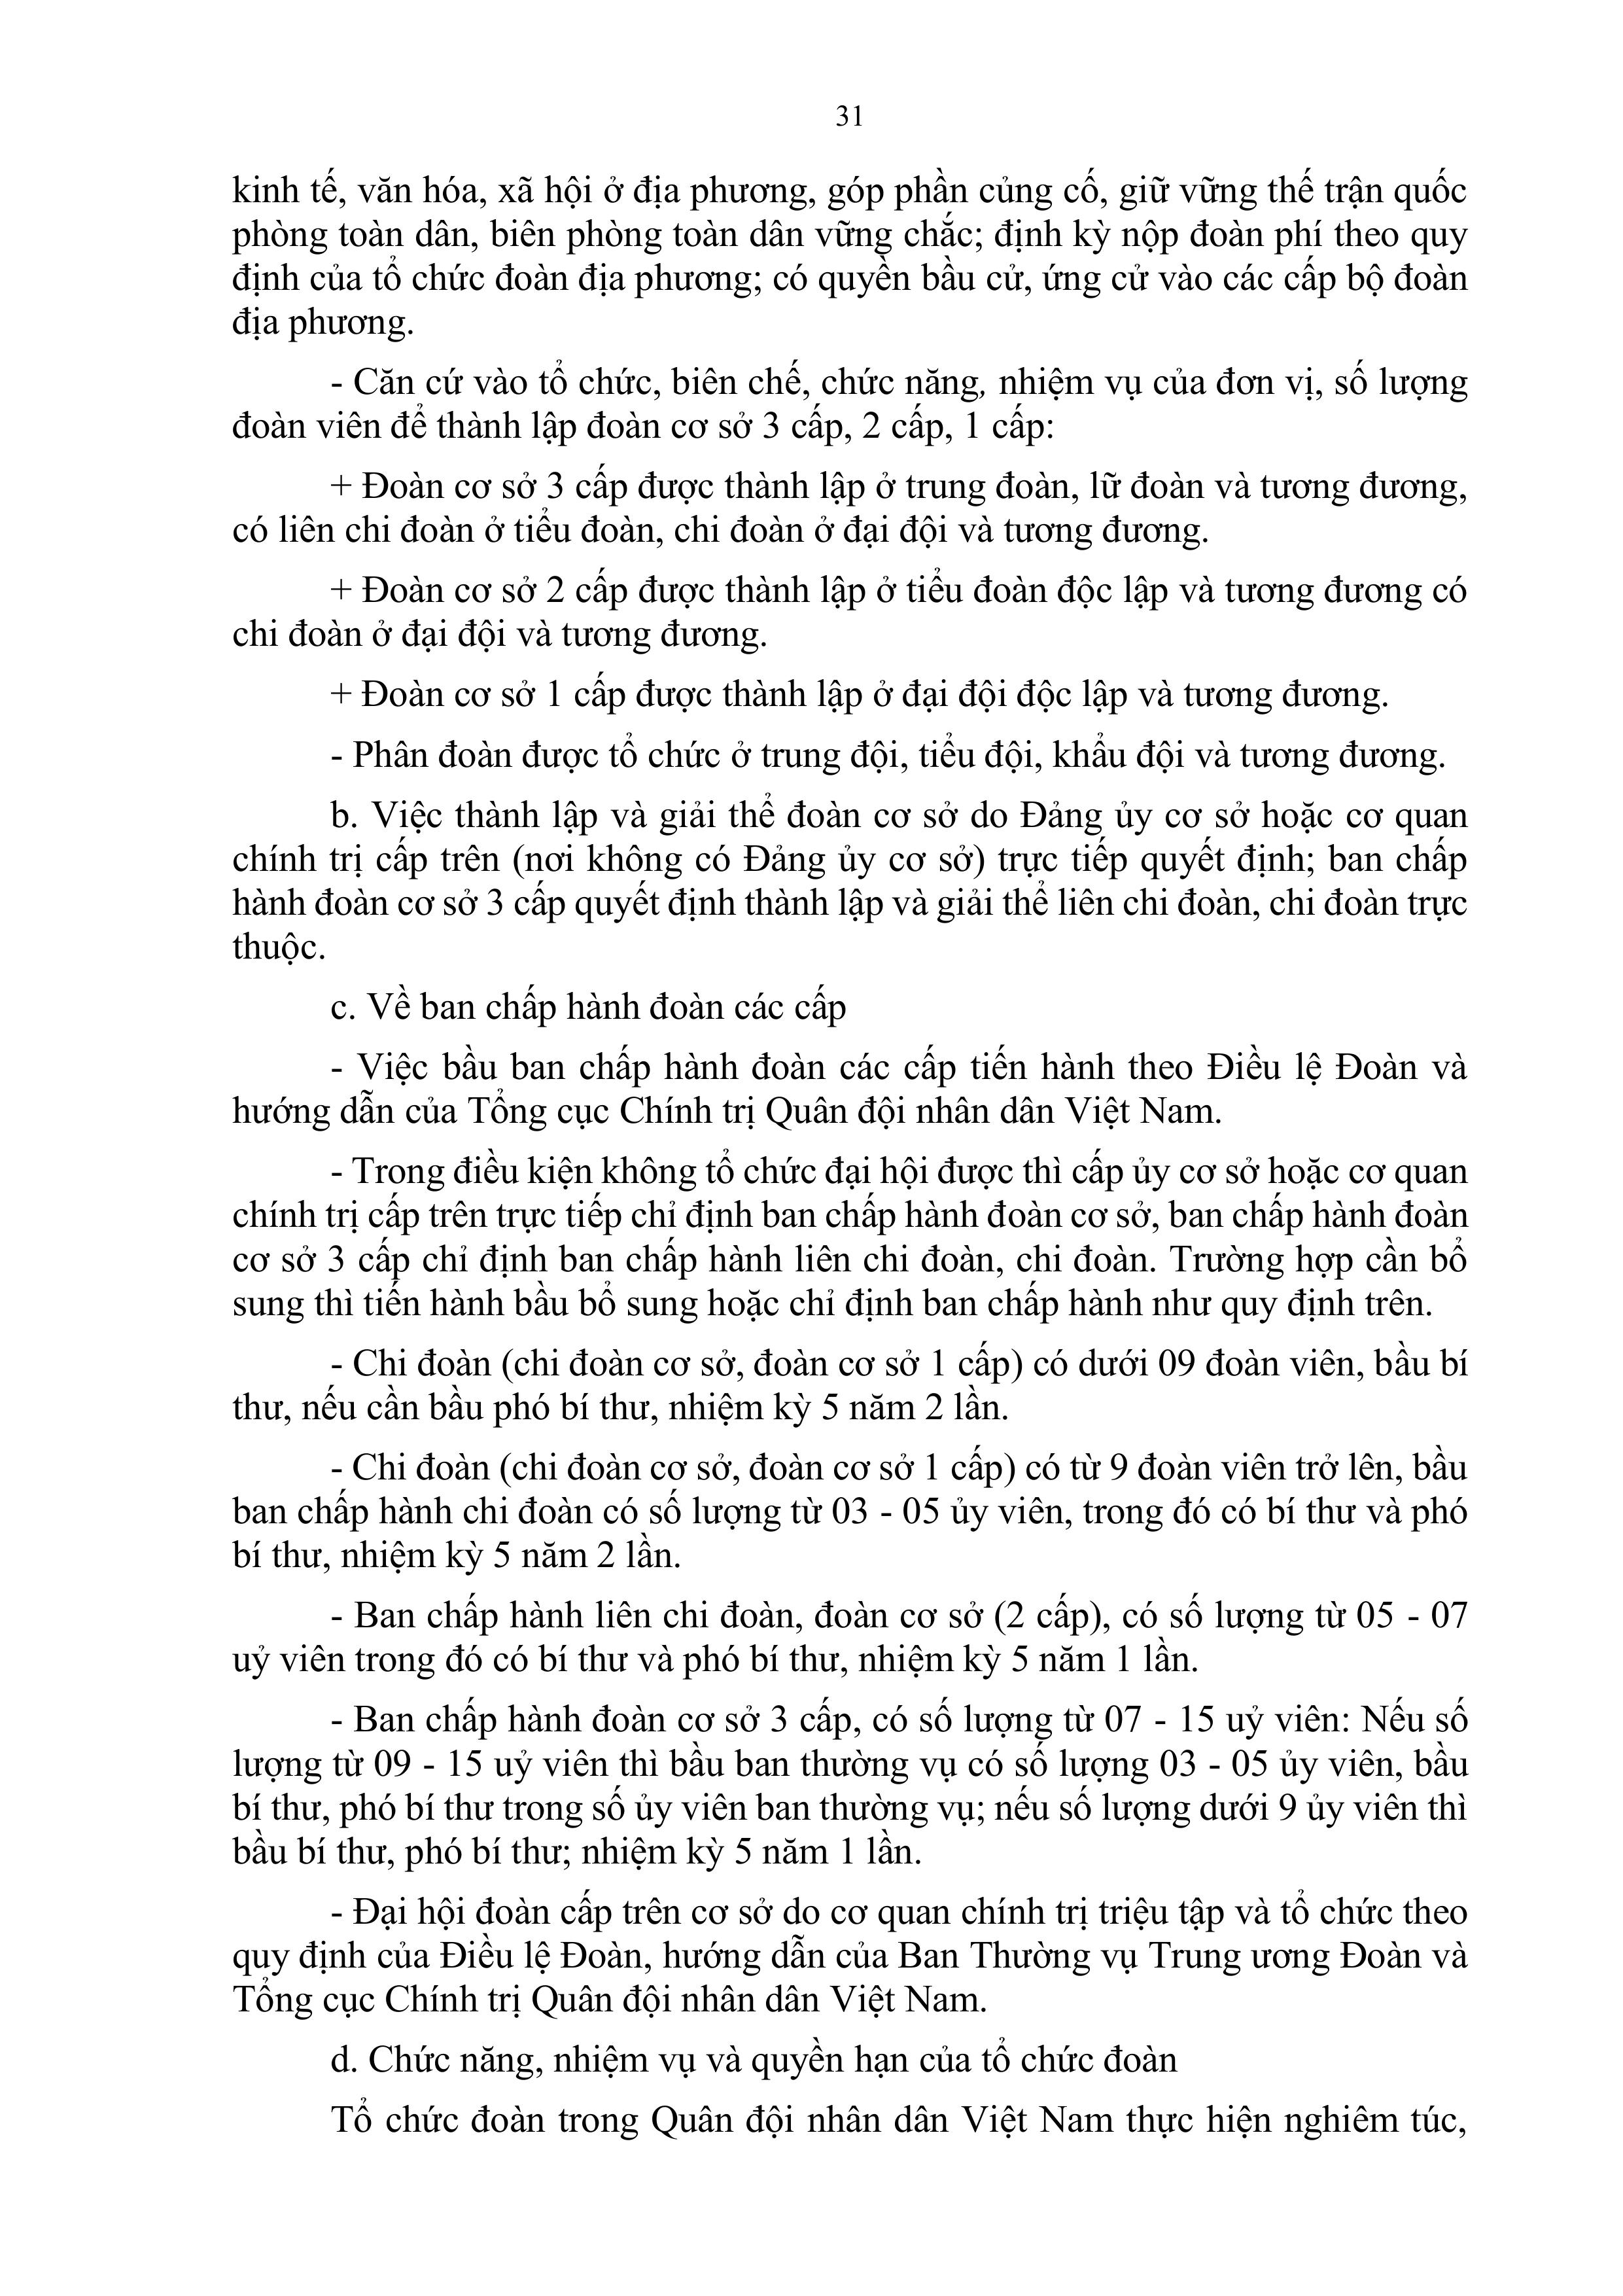 31
kinh tế, văn hóa, xã hội ở địa phương, góp phần củng cố, giữ vững thế trận quốc
phòng toàn dân, biên phòng toàn dân vững chắc; định kỳ nộp đoàn phí theo quy
định của tổ chức đoàn địa phương; có quyền bầu cử, ứng cử vào các cấp bộ đoàn
địa phương.
- Căn cứ vào tổ chức, biên chế, chức năng, nhiệm vụ của đơn vị, số lượng
đoàn viên để thành lập đoàn cơ sở 3 cấp, 2 cấp, 1 cấp:
+ Đoàn cơ sở 3 cấp được thành lập ở trung đoàn, lữ đoàn và tương đương,
có liên chi đoàn ở tiểu đoàn, chi đoàn ở đại đội và tương đương.
+ Đoàn cơ sở 2 cấp được thành lập ở tiểu đoàn độc lập và tương đương có
chi đoàn ở đại đội và tương đương.
+ Đoàn cơ sở 1 cấp được thành lập ở đại đội độc lập và tương đương.
- Phân đoàn được tổ chức ở trung đội, tiểu đội, khẩu đội và tương đương.
b. Việc thành lập và giải thể đoàn cơ sở do Đảng ủy cơ sở hoặc cơ quan
chính trị cấp trên (nơi không có Đảng ủy cơ sở) trực tiếp quyết định; ban chấp
hành đoàn cơ sở 3 cấp quyết định thành lập và giải thể liên chi đoàn, chi đoàn trực
thuộc.
c. Về ban chấp hành đoàn các cấp
- Việc bầu ban chấp hành đoàn các cấp tiến hành theo Điều lệ Đoàn và
hướng dẫn của Tổng cục Chính trị Quân đội nhân dân Việt Nam.
- Trong điều kiện không tổ chức đại hội được thì cấp ủy cơ sở hoặc cơ quan
chính trị cấp trên trực tiếp chỉ định ban chấp hành đoàn cơ sở, ban chấp hành đoàn
cơ sở 3 cấp chỉ định ban chấp hành liên chi đoàn, chi đoàn. Trường hợp cần bổ
sung thì tiến hành bầu bổ sung hoặc chỉ định ban chấp hành như quy định trên.
- Chi đoàn (chi đoàn cơ sở, đoàn cơ sở 1 cấp) có dưới 09 đoàn viên, bầu bí
thư, nếu cần bầu phó bí thư, nhiệm kỳ 5 năm 2 lần.
- Chi đoàn (chi đoàn cơ sở, đoàn cơ sở 1 cấp) có từ 9 đoàn viên trở lên, bầu
ban chấp hành chi đoàn có số lượng từ 03 - 05 ủy viên, trong đó có bí thư và phó
bí thư, nhiệm kỳ 5 năm 2 lần.
- Ban chấp hành liên chi đoàn, đoàn cơ sở (2 cấp), có số lượng từ 05 - 07
uỷ viên trong đó có bí thư và phó bí thư, nhiệm kỳ 5 năm 1 lần.
- Ban chấp hành đoàn cơ sở 3 cấp, có số lượng từ 07 - 15 uỷ viên: Nếu số
lượng từ 09 - 15 uỷ viên thì bầu ban thường vụ có số lượng 03 - 05 ủy viên, bầu
bí thư, phó bí thư trong số ủy viên ban thường vụ; nếu số lượng dưới 9 ủy viên thì
bầu bí thư, phó bí thư; nhiệm kỳ 5 năm 1 lần.
- Đại hội đoàn cấp trên cơ sở do cơ quan chính trị triệu tập và tổ chức theo
quy định của Điều lệ Đoàn, hướng dẫn của Ban Thường vụ Trung ương Đoàn và
Tổng cục Chính trị Quân đội nhân dân Việt Nam.
d. Chức năng, nhiệm vụ và quyền hạn của tổ chức đoàn
Tổ chức đoàn trong Quân đội nhân dân Việt Nam thực hiện nghiêm túc,